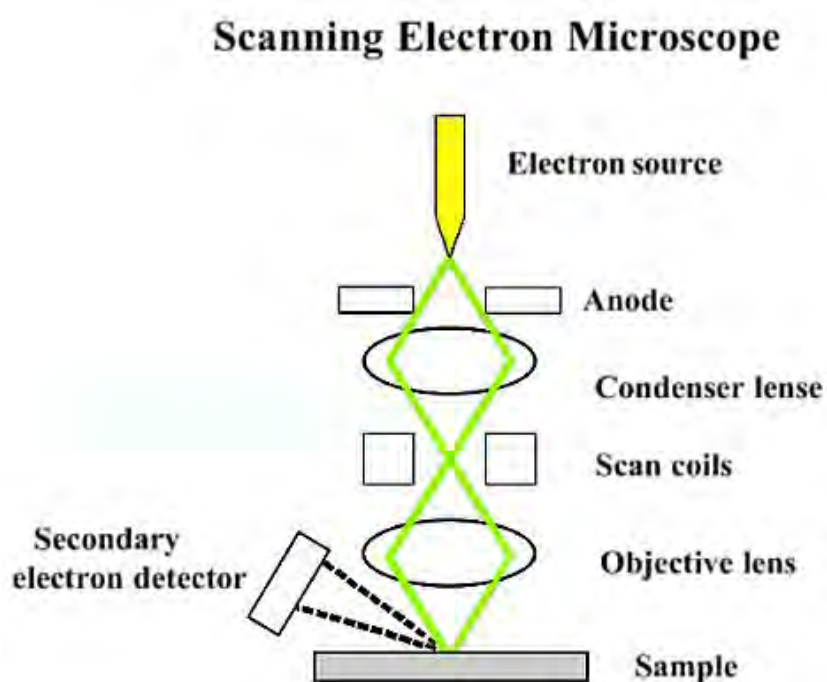 Scanning Electron Microscope
Electron source
Anode
Condenser lense
Scan coils
Secondary
electron detector
Objective lens
Sample